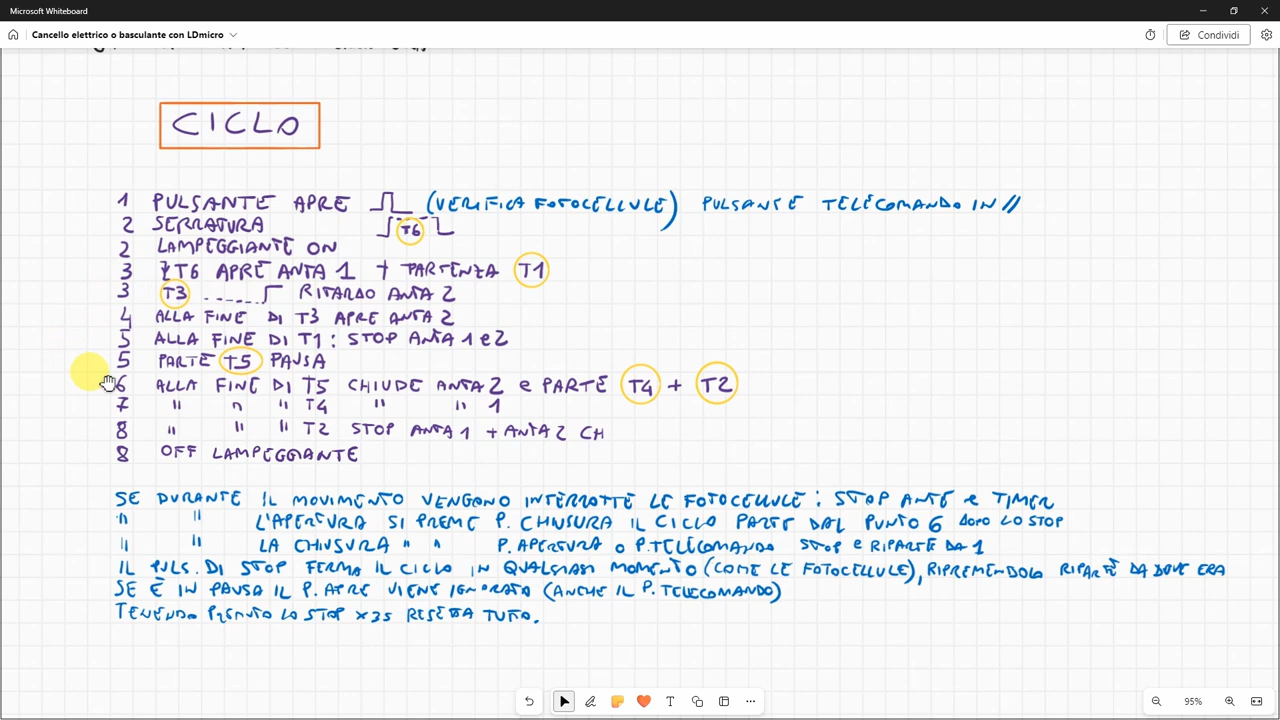 Microsoft Whiteboard
Cancello elettrico o basculante con LDmicro
Condividi
CICLO
1 PULSANTE APRE (VERIFICA FOTOCELLULE) PULSANTE TELECOMANDO IN //
2 SERRATURA T6
2 LAMPEGGIANTE ON
3 T6 APRE ANTA 1 + PARTENZA T1
3 T3 RITARDO ANTA 2
4 ALLA FINE DI T3 APRE ANTA 2
5 ALLA FINE DI T1: STOP ANTA 1 e 2
5 PARTE T5 PAUSA
6 ALLA FINE DI T5 CHIUDE ANTA 2 e PARTE T4 + T2
7 " " " T4 " " 1
8 " " " T2 STOP ANTA 1 + ANTA 2 CH
8 OFF LAMPEGGIANTE
SE DURANTE IL MOVIMENTO VENGONO INTERROTTE LE FOTOCELLULE: STOP ANTE e TIMER
" " L'APERTURA SI PREME P. CHIUSURA IL CICLO PARTE DAL PUNTO 6 DOPO LO STOP
" " LA CHIUSURA " " P. APERTURA O P.TELECOMANDO STOP e RIPARTE DA 1
IL PULS. DI STOP FERMA IL CICLO IN QUALSIASI MOMENTO (COME LE FOTOCELLULE), RIPREMENDOLO RIPARTE DA DOVE ERA
SE È IN PAUSA IL P. APRE VIENE IGNORATO (ANCHE IL P. TELECOMANDO)
TENENDO PREMUTO LO STOP x 3s RESETTA TUTTO.
95%